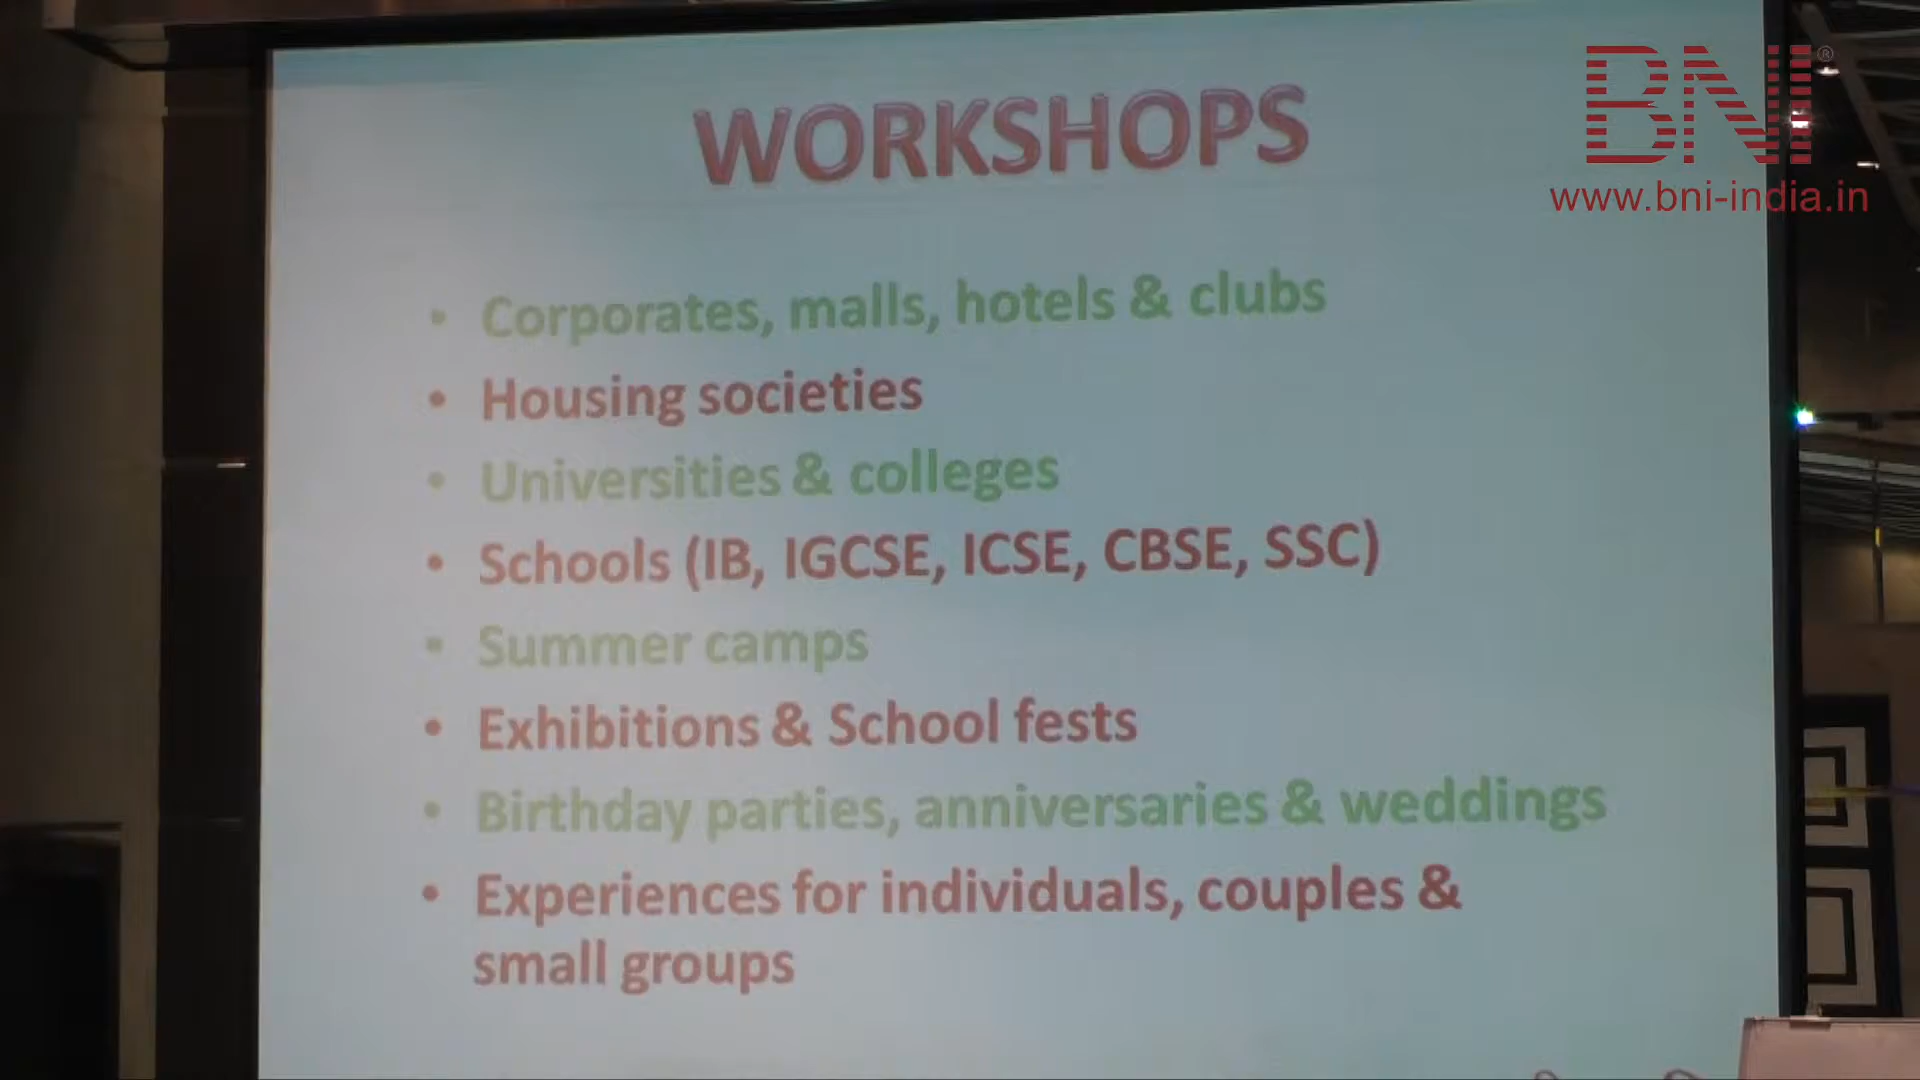 BNI®
www.bni-india.in
WORKSHOPS
• Corporates, malls, hotels & clubs
• Housing societies
• Universities & colleges
• Schools (IB, IGCSE, ICSE, CBSE, SSC)
• Summer camps
• Exhibitions & School fests
• Birthday parties, anniversaries & weddings
• Experiences for individuals, couples &
small groups